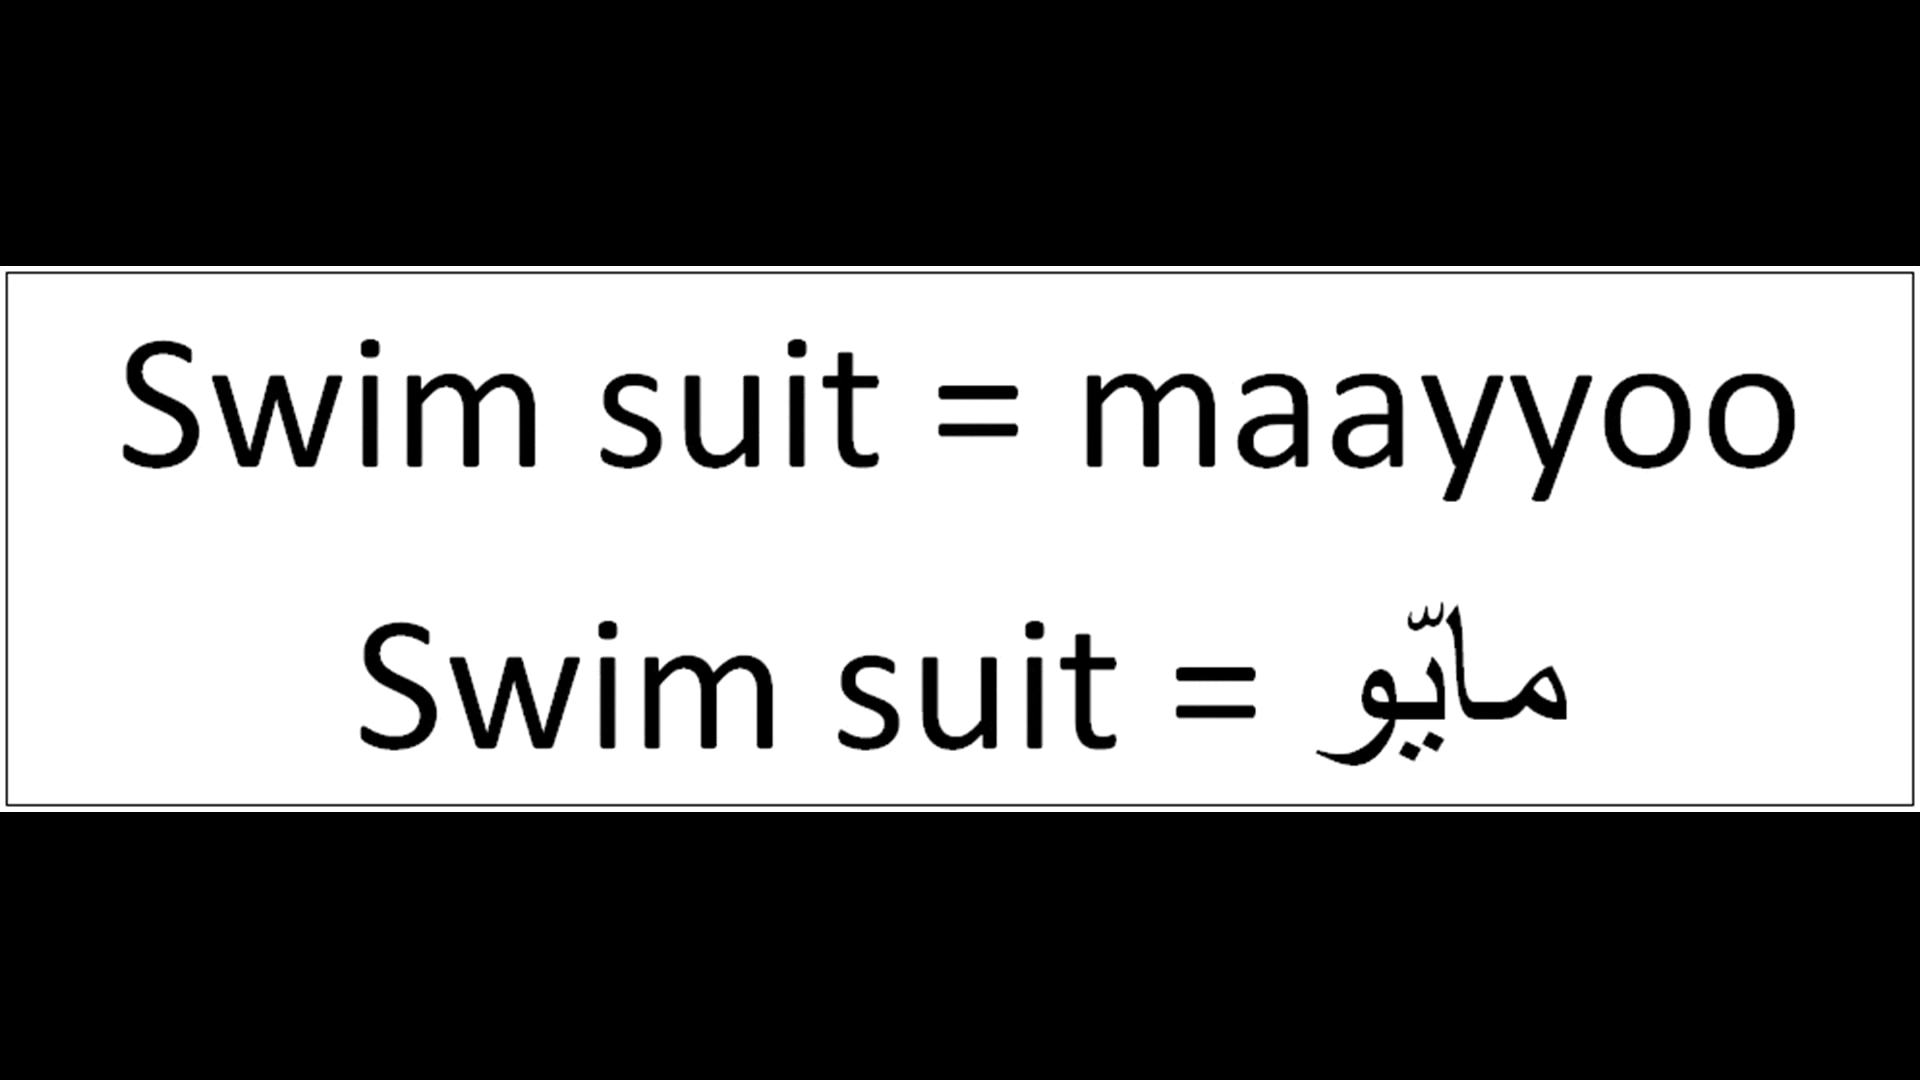 Swim suit = maayyoo
Swim suit = مايّو